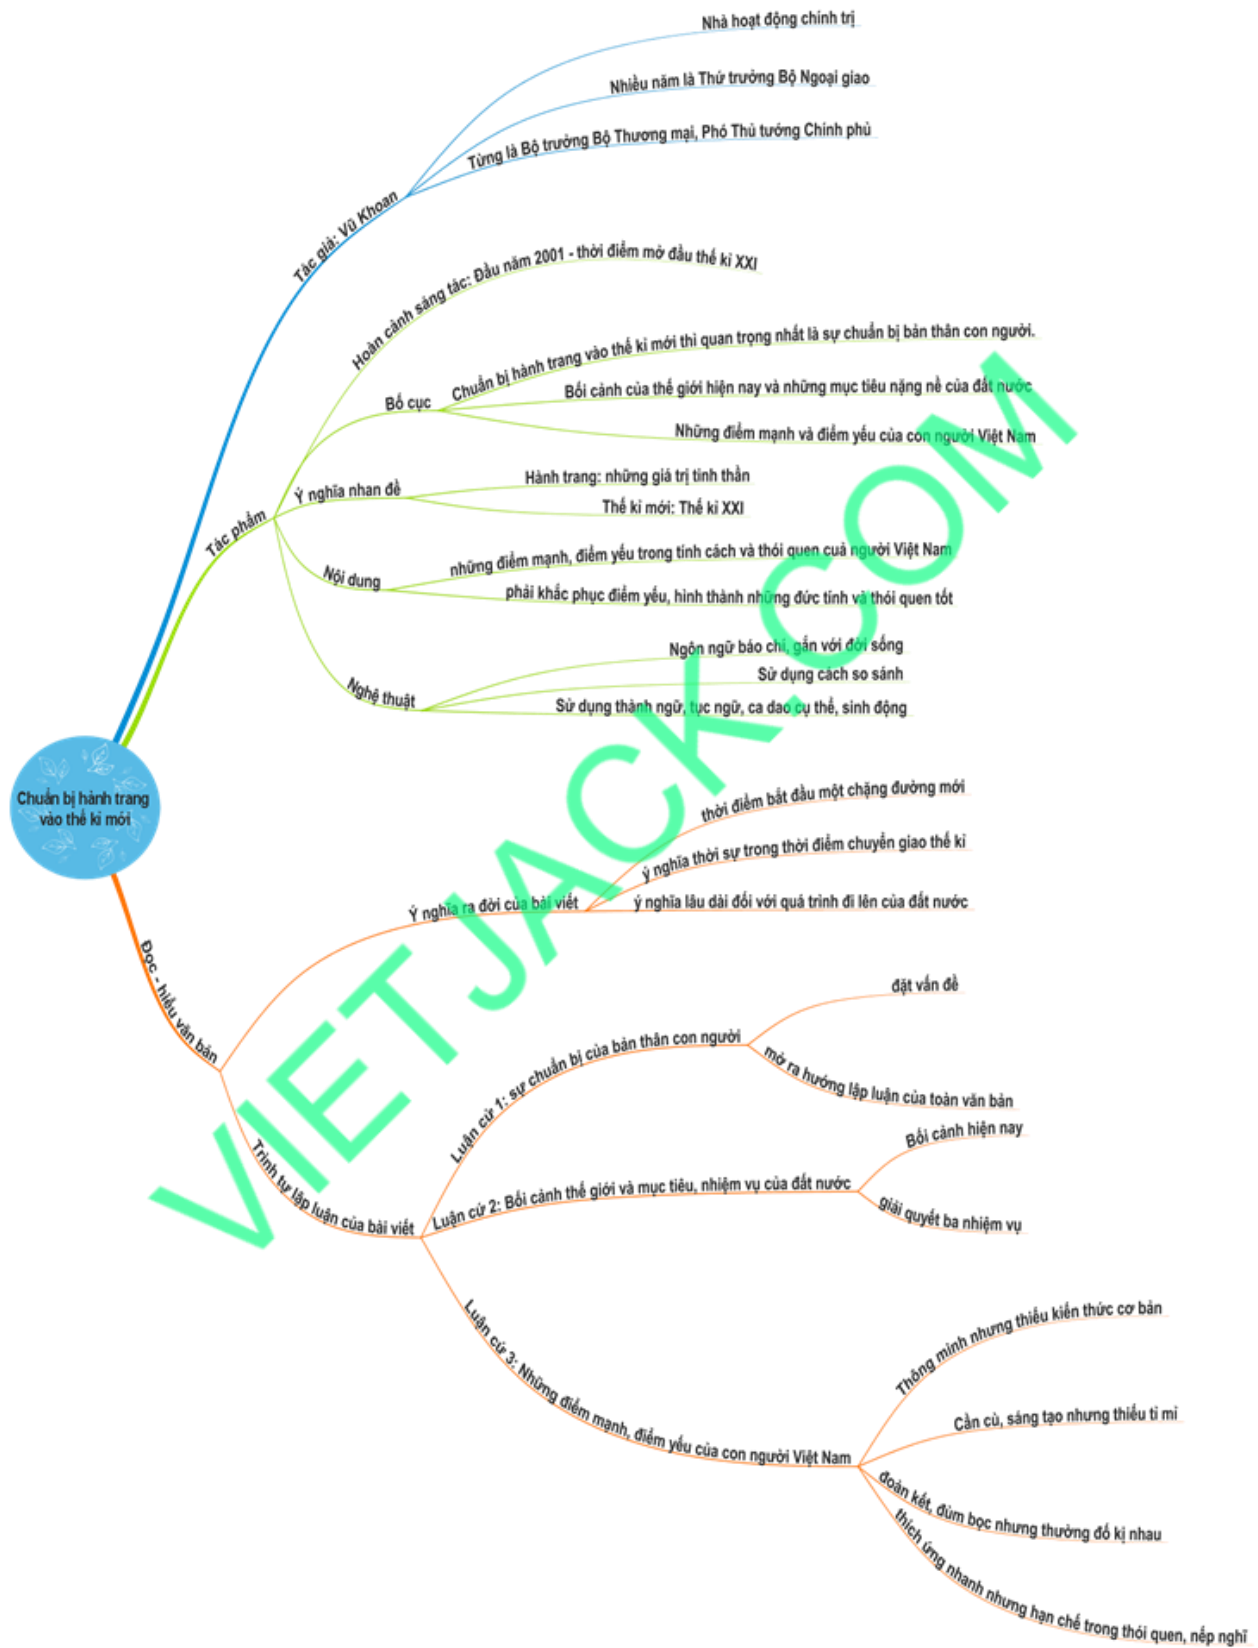 Nhà hoạt động chính trị
Nhiều năm là Thứ trưởng Bộ Ngoại giao
Từng là Bộ trưởng Bộ Thương mại, Phó Thủ tướng Chính phủ
Tác giả: Vũ Khoan
Hoàn cảnh sáng tác: Đầu năm 2001 - thời điểm mở đầu thế kỉ XXI
Chuẩn bị hành trang vào thế kỉ mới thì quan trọng nhất là sự chuẩn bị bản thân con người.
Bố cục
Bối cảnh của thế giới hiện nay và những mục tiêu nặng nề của đất nước
Những điểm mạnh và điểm yếu của con người Việt Nam
Ý nghĩa nhan đề
Hành trang: những giá trị tinh thần
Thế kỉ mới: Thế kỉ XXI
Tác phẩm
Nội dung
những điểm mạnh, điểm yếu trong tính cách và thói quen cuả người Việt Nam
phải khắc phục điểm yếu, hình thành những đức tính và thói quen tốt
Nghệ thuật
Ngôn ngữ báo chí, gắn với đời sống
Sử dụng cách so sánh
Sử dụng thành ngữ, tục ngữ, ca dao cụ thể, sinh động
Chuẩn bị hành trang
vào thế kỉ mới
Đọc - hiểu văn bản
Ý nghĩa ra đời của bài viết
thời điểm bắt đầu một chặng đường mới
ý nghĩa thời sự trong thời điểm chuyển giao thế kỉ
ý nghĩa lâu dài đối với quá trình đi lên của đất nước
Trình tự lập luận của bài viết
Luận cứ 1: sự chuẩn bị của bản thân con người
đặt vấn đề
mở ra hướng lập luận của toàn văn bản
Luận cứ 2: Bối cảnh thế giới và mục tiêu, nhiệm vụ của đất nước
Bối cảnh hiện nay
giải quyết ba nhiệm vụ
Luận cứ 3: Những điểm mạnh, điểm yếu của con người Việt Nam
Thông minh nhưng thiếu kiến thức cơ bản
Cần cù, sáng tạo nhưng thiếu tỉ mỉ
đoàn kết, đùm bọc nhưng thường đố kị nhau
thích ứng nhanh nhưng hạn chế trong thói quen, nếp nghĩ
VIETJACK.COM